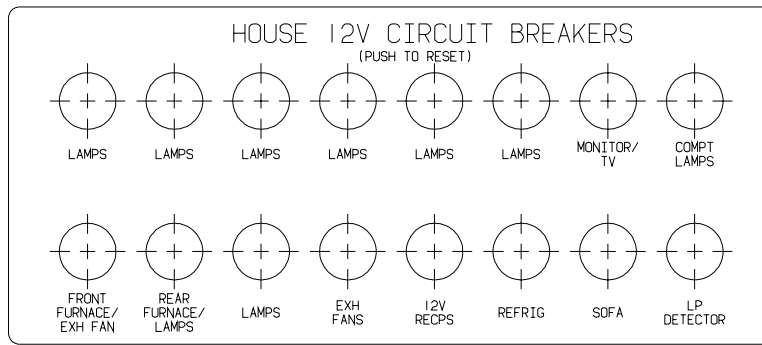 HOUSE 12V CIRCUIT BREAKERS
(PUSH TO RESET)
LAMPS LAMPS LAMPS LAMPS LAMPS LAMPS MONITOR/ TV COMPT LAMPS
FRONT FURNACE/ EXH FAN REAR FURNACE/ LAMPS LAMPS EXH FANS 12V RECPS REFRIG SOFA LP DETECTOR